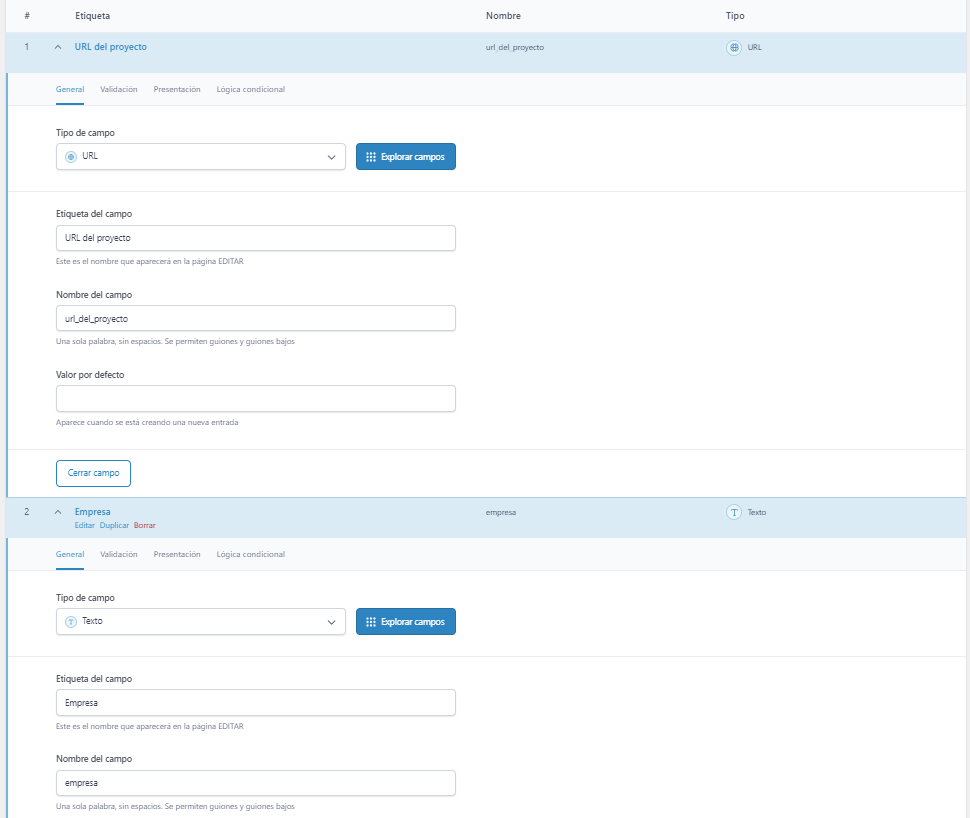 # Etiqueta Nombre Tipo
1 URL del proyecto url_del_proyecto URL
General Validación Presentación Lógica condicional
Tipo de campo
URL Explorar campos
Etiqueta del campo
URL del proyecto
Este es el nombre que aparecerá en la página EDITAR
Nombre del campo
url_del_proyecto
Una sola palabra, sin espacios. Se permiten guiones y guiones bajos
Valor por defecto
Aparece cuando se está creando una nueva entrada
Cerrar campo
2 Empresa empresa T Texto
Editar Duplicar Borrar
General Validación Presentación Lógica condicional
Tipo de campo
T Texto Explorar campos
Etiqueta del campo
Empresa
Este es el nombre que aparecerá en la página EDITAR
Nombre del campo
empresa
Una sola palabra, sin espacios. Se permiten guiones y guiones bajos